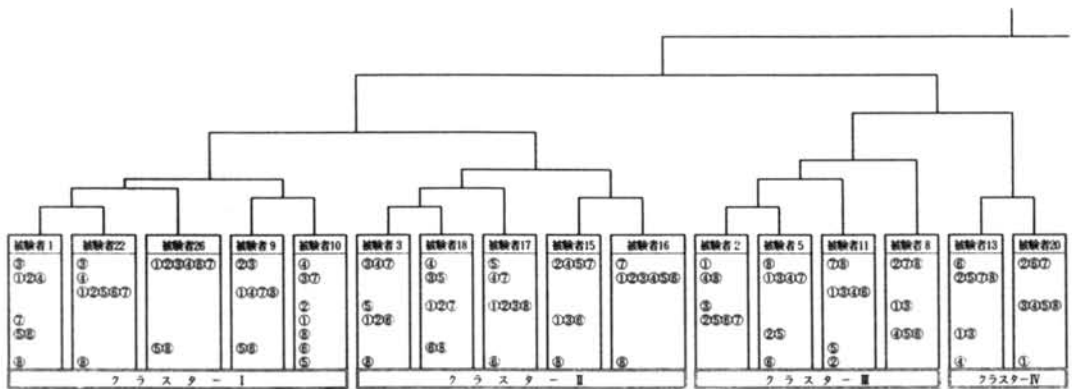 被験者1 被験者22 被験者26 被験者9 被験者10 被験者3 被験者18 被験者17 被験者15 被験者16 被験者2 被験者5 被験者11 被験者8 被験者13 被験者20
③ ③ ①②③④⑥⑦ ②③ ④ ③④⑦ ④ ⑤ ②④⑤⑦ ⑦ ① ⑧ ⑦⑧ ②⑦⑧ ⑥ ②⑥⑦
①②④ ④ ③⑦ ③⑤ ④⑦ ①②③④⑤⑥ ④⑧ ①③④⑦ ②⑤⑦⑧
①②⑤⑥⑦ ①④⑦⑧ ①③④⑥
② ⑤ ①②⑦ ①②③⑧ ③ ①③ ③④⑤⑧
⑦ ① ①②⑥ ①③⑥ ②⑤⑥⑦
⑤⑥ ⑧ ②⑤ ④⑤⑥ ①③
⑤⑧ ⑤⑥ ⑥ ⑥⑧ ⑤
⑧ ⑧ ⑤ ⑧ ⑥ ⑧ ⑧ ⑥ ② ④ ①
クラスターⅠ クラスターⅡ クラスターⅢ クラスターⅣ